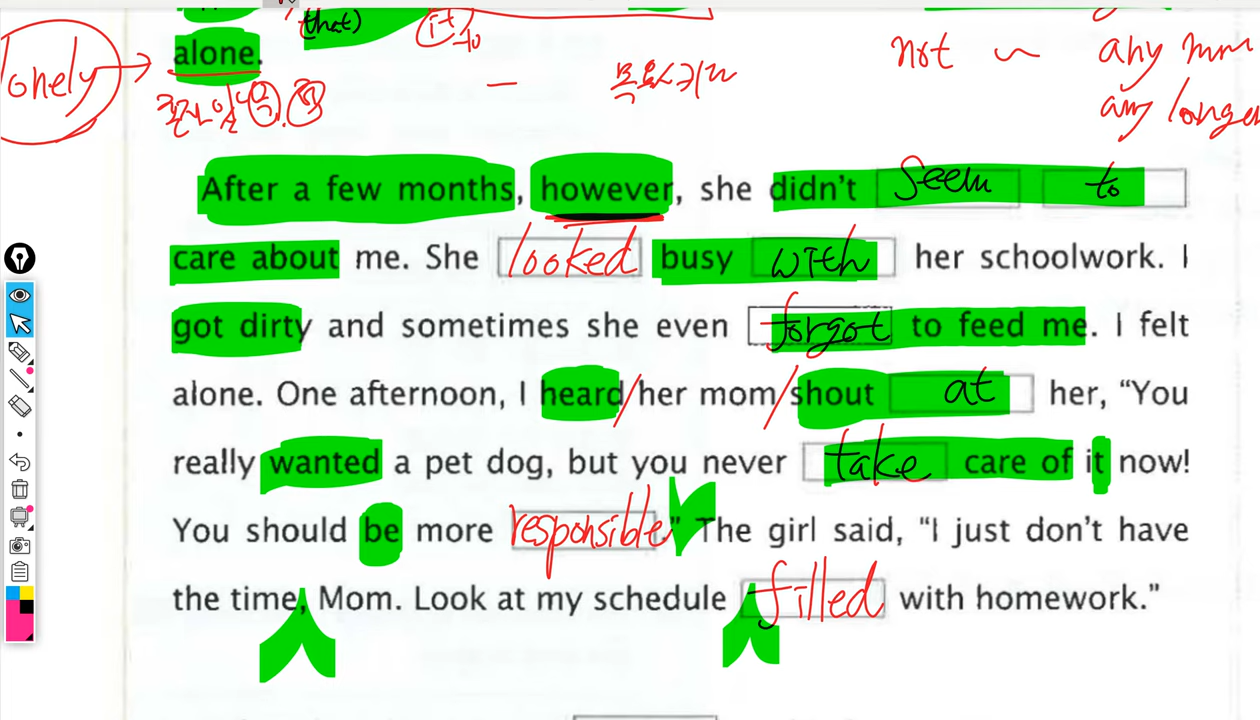 (that) it
lonely → alone. not ~ any more
any longer
After a few months, however, she didn't seem to
care about me. She looked busy with her schoolwork. I
got dirty and sometimes she even forgot to feed me. I felt
alone. One afternoon, I heard/her mom/shout at her, “You
really wanted a pet dog, but you never take care of it now!
You should be more responsible.” The girl said, “I just don't have
the time, Mom. Look at my schedule filled with homework.”